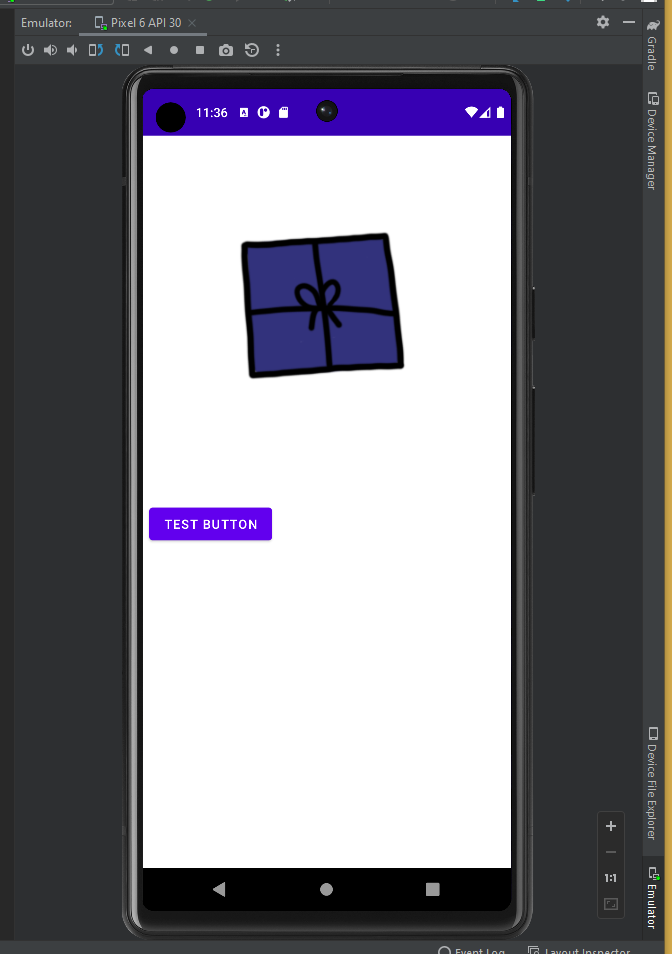 Emulator:
Pixel 6 API 30
Gradle
Device Manager
11:36
A
TEST BUTTON
Device File Explorer
1:1
Emulator
Event Log
Layout Inspector